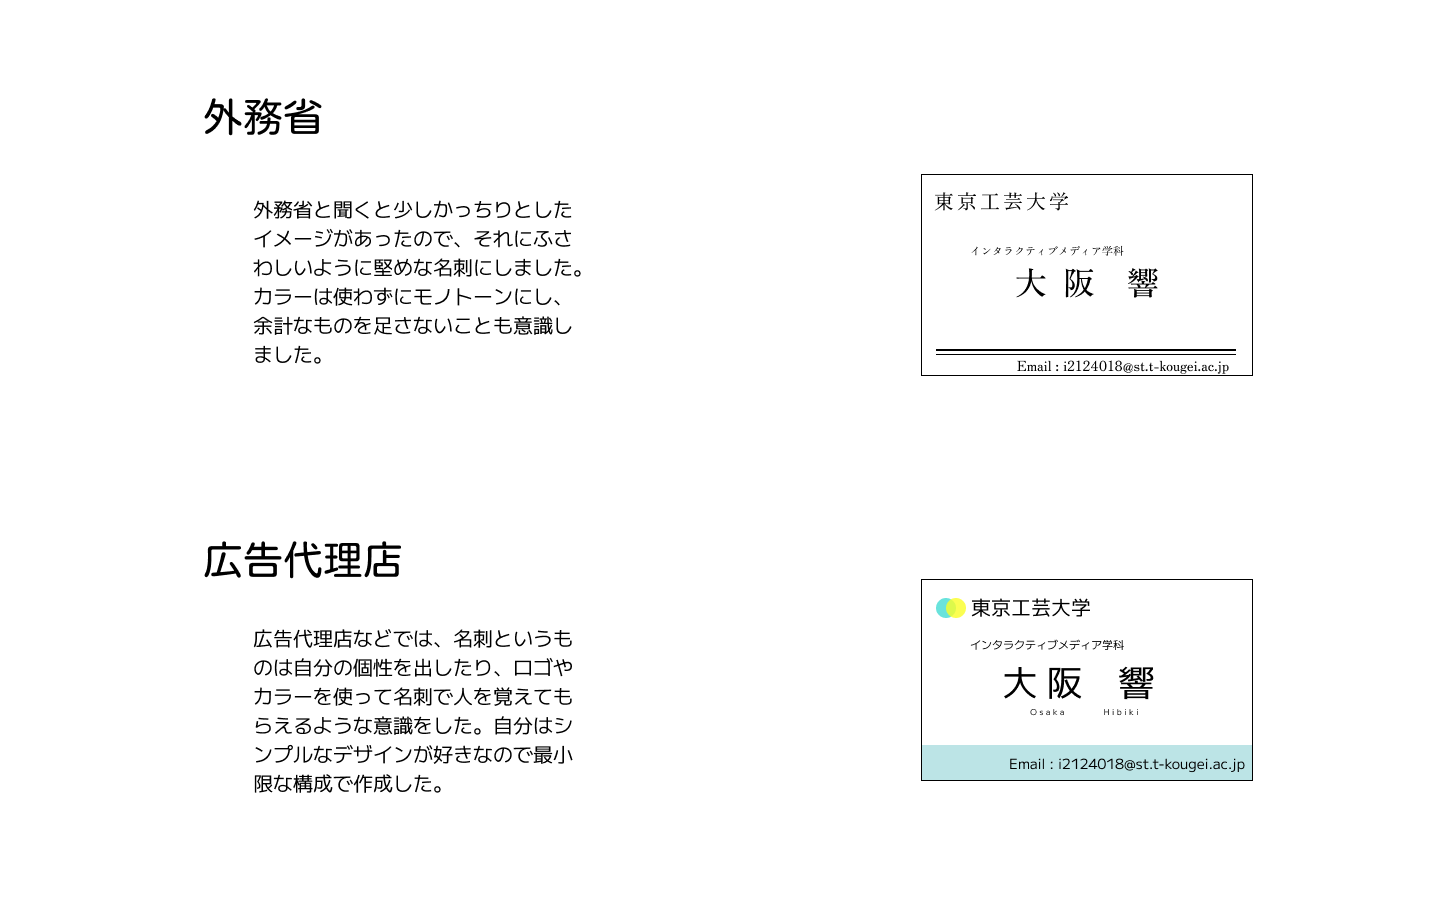 外務省
外務省と聞くと少しかっちりとした
イメージがあったので、それにふさ
わしいように堅めな名刺にしました。
カラーは使わずにモノトーンにし、
余計なものを足さないことも意識し
ました。
東京工芸大学
インタラクティブメディア学科
大阪 響
Email : i2124018@st.t-kougei.ac.jp
広告代理店
広告代理店などでは、名刺というも
のは自分の個性を出したり、ロゴや
カラーを使って名刺で人を覚えても
らえるような意識をした。自分はシ
ンプルなデザインが好きなので最小
限な構成で作成した。
東京工芸大学
インタラクティブメディア学科
大阪 響
Osaka Hibiki
Email : i2124018@st.t-kougei.ac.jp